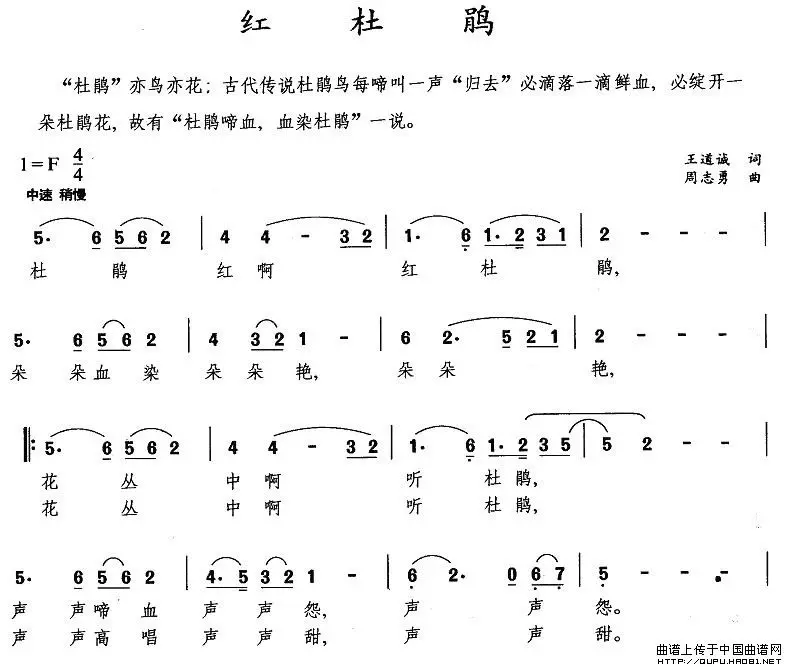 红 杜 鹃
“杜鹃”亦鸟亦花；古代传说杜鹃鸟每啼叫一声“归去”必滴落一滴鲜血，必绽开一
朵杜鹃花，故有“杜鹃啼血，血染杜鹃”一说。
1=F 4/4
王道诚 词
中速 稍慢
周志勇 曲
5· 6 5 6 2 | 4 4 - 3 2 | 1· 6 1· 2 3 1 | 2 - - - |
杜 鹃 红 啊 红 杜 鹃，
5· 6 5 6 2 | 4 3 2 1 - | 6 2· 5 2 1 | 2 - - - |
朵 朵 血 染 朵 朵 艳， 朵 朵 艳，
‖: 5· 6 5 6 2 | 4 4 - 3 2 | 1· 6 1· 2 3 5 | 5 2 - - |
花 丛 中 啊 听 杜 鹃，
花 丛 中 啊 听 杜 鹃，
5· 6 5 6 2 | 4· 5 3 2 1 - | 6 2· 0 6 7 | 5 - - - |
声 声 啼 血 声 声 怨， 声 声 怨。
声 声 高 唱 声 声 甜， 声 声 甜。
曲谱上传于中国曲谱网
HTTP://QUPU.HAO81.NET